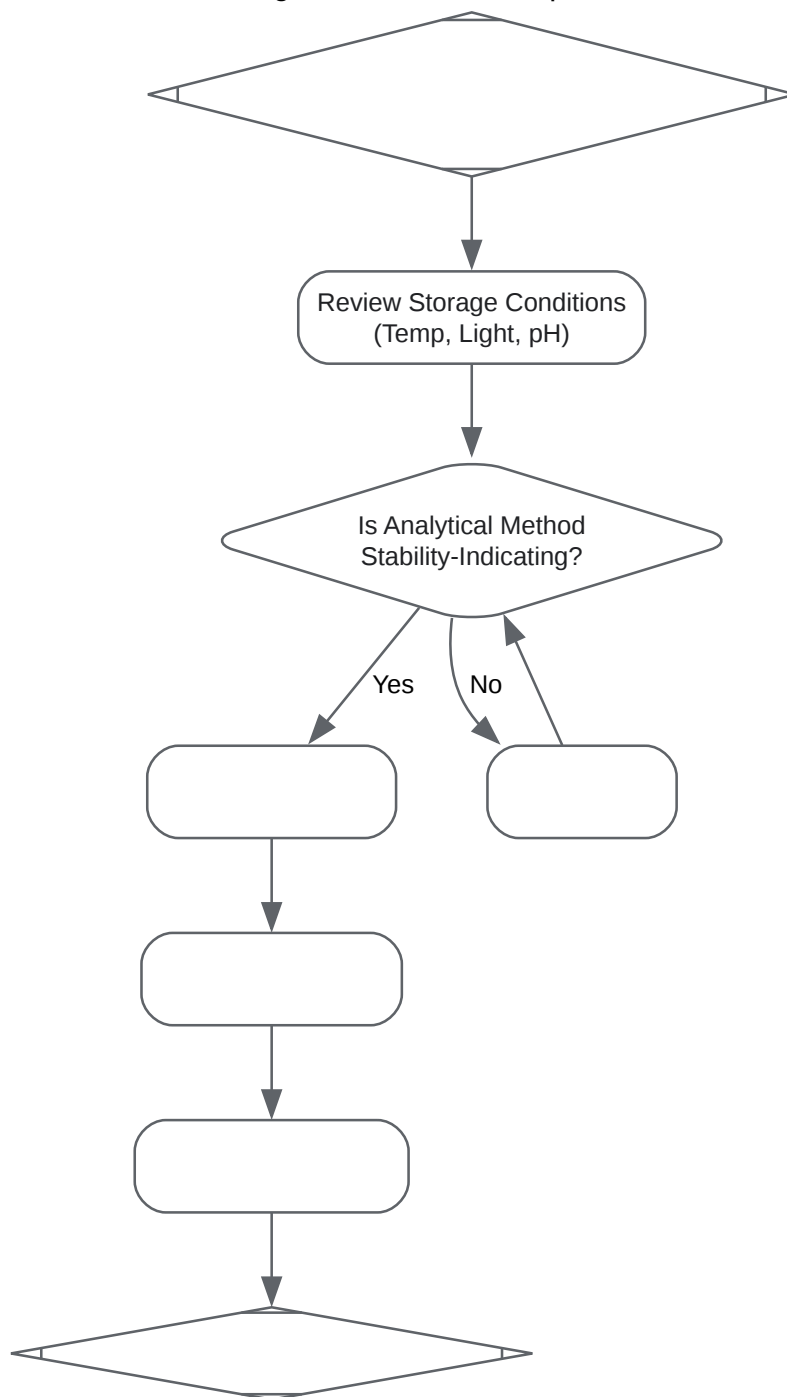 Review Storage Conditions
(Temp, Light, pH)
Is Analytical Method
Stability-Indicating?
Yes
No